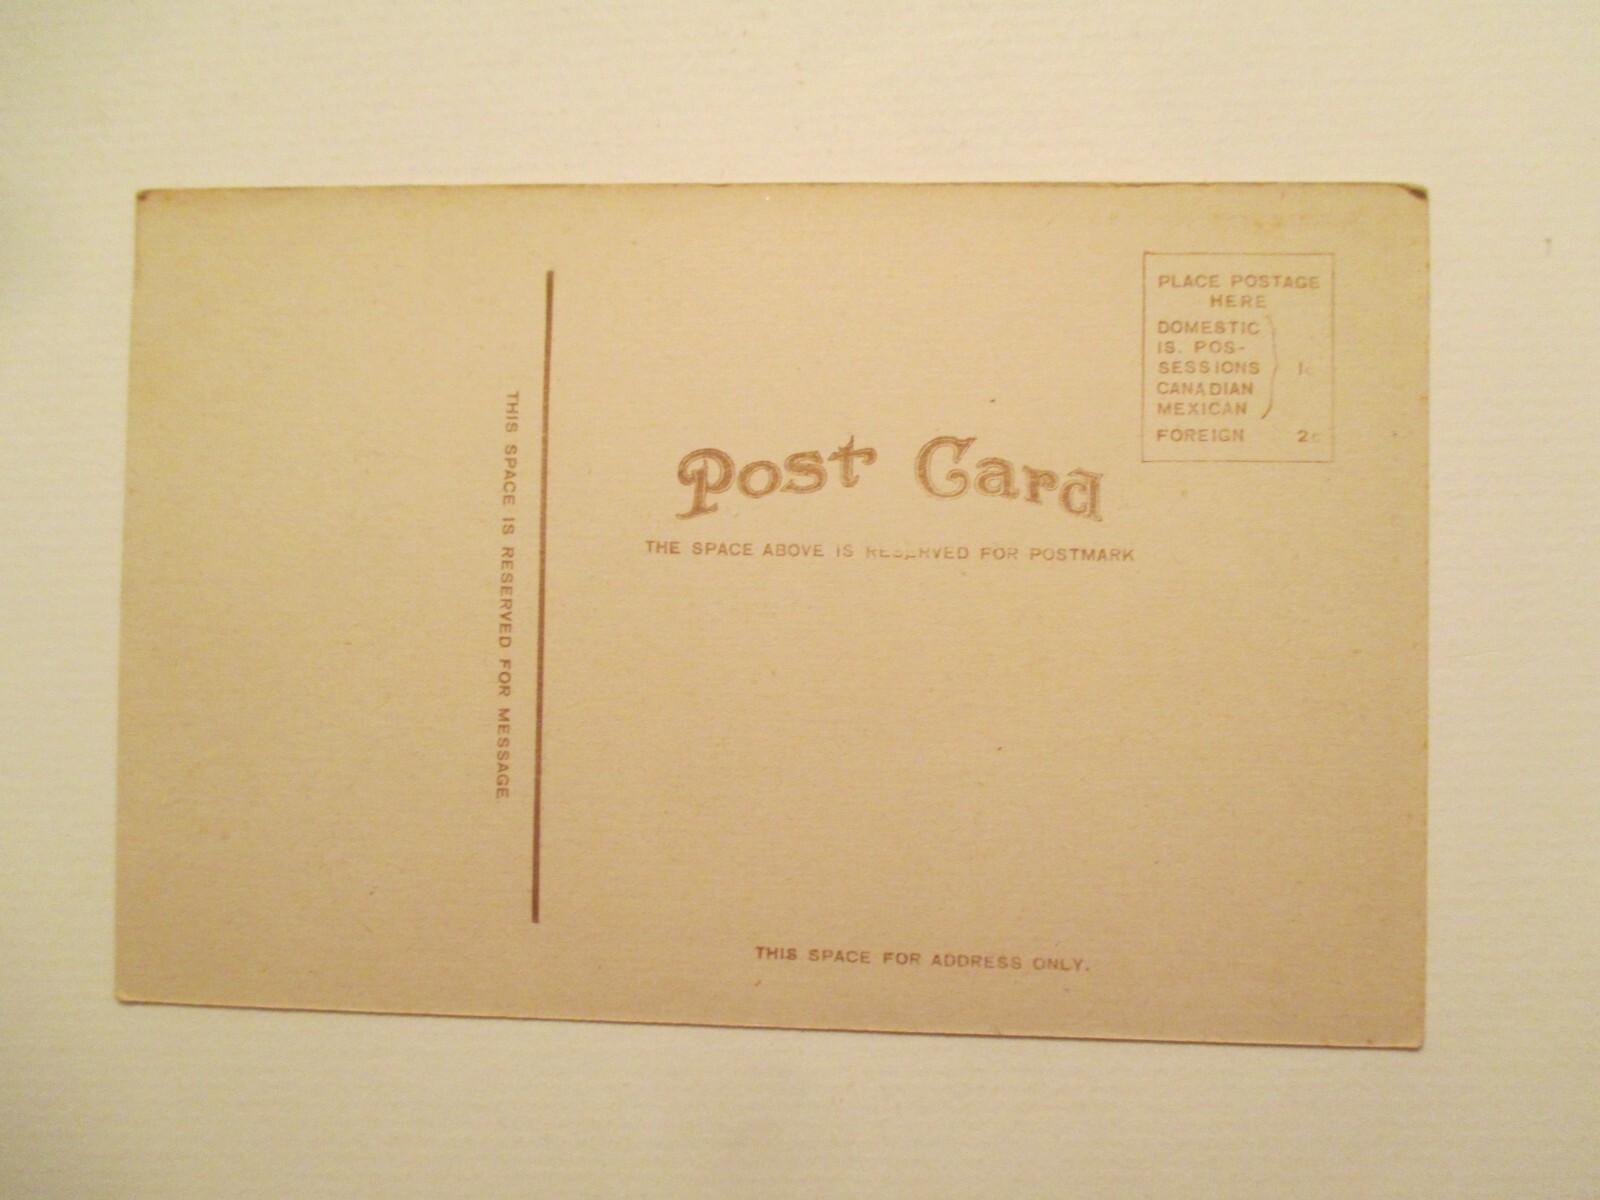 PLACE POSTAGE
HERE
DOMESTIC
IS. POS-
SESSIONS 1c
CANADIAN
MEXICAN
FOREIGN 2c
THIS SPACE IS RESERVED FOR MESSAGE
Post Card
THE SPACE ABOVE IS RESERVED FOR POSTMARK
THIS SPACE FOR ADDRESS ONLY.